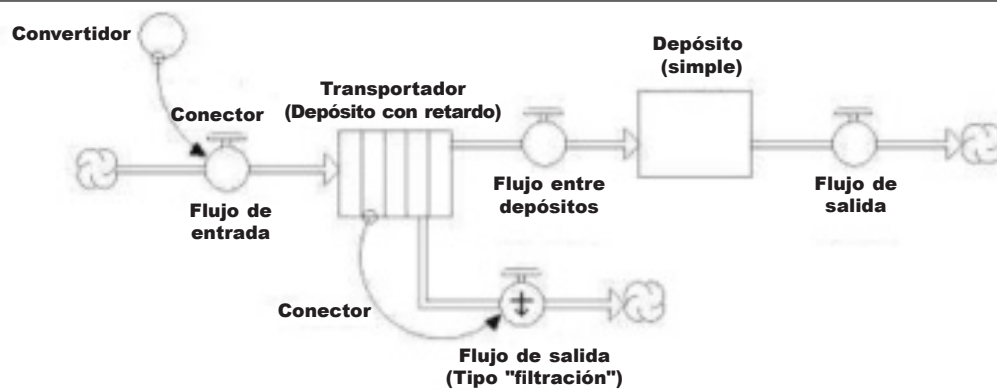 Convertidor
Conector
Transportador
(Depósito con retardo)
Depósito
(simple)
Flujo de
entrada
Flujo entre
depósitos
Flujo de
salida
Conector
Flujo de salida
(Tipo "filtración")